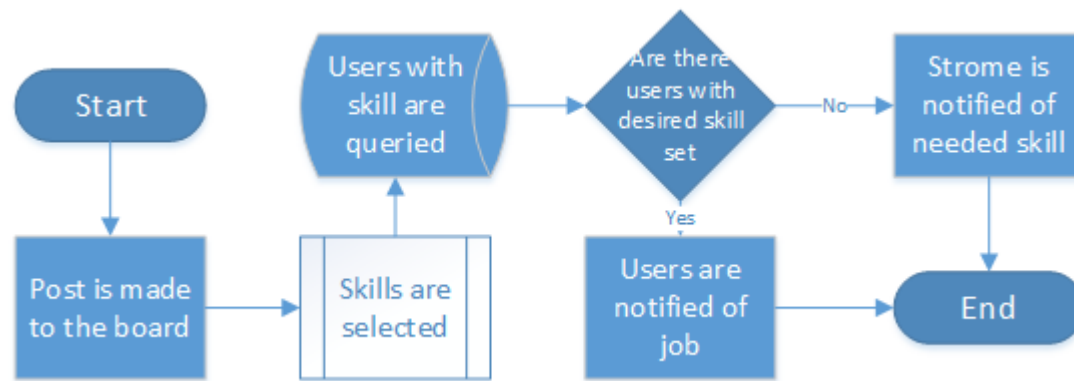 Start
Post is made
to the board
Skills are
selected
Users with
skill are
queried
Are there
users with
desired skill
set
No
Strome is
notified of
needed skill
Yes
Users are
notified of
job
End